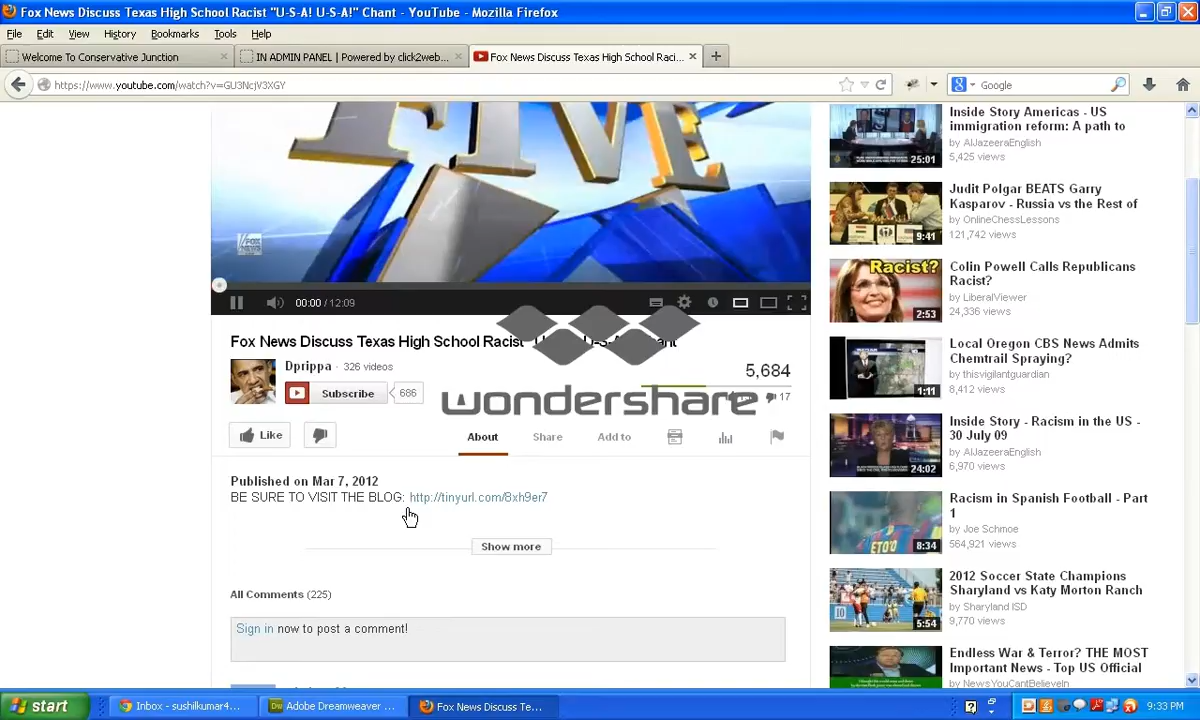 Fox News Discuss Texas High School Racist "U-S-A! U-S-A!" Chant - YouTube - Mozilla Firefox
File Edit View History Bookmarks Tools Help
Welcome To Conservative Junction
IN ADMIN PANEL | Powered by click2web...
Fox News Discuss Texas High School Raci...
https://www.youtube.com/watch?v=GU3NcjV3XGY
Google
FIVE
FOX
NEWS
00:00 / 12:09
Fox News Discuss Texas High School Racist
Dprippa · 326 videos
Subscribe 686
5,684
17
wondershare
Like
About Share Add to
Published on Mar 7, 2012
BE SURE TO VISIT THE BLOG: http://tinyurl.com/8xh9er7
Show more
All Comments (225)
Sign in now to post a comment!
Inside Story Americas - US
immigration reform: A path to
by AlJazeeraEnglish
5,425 views
25:01
Judit Polgar BEATS Garry
Kasparov - Russia vs the Rest of
by OnlineChessLessons
121,742 views
9:41
Colin Powell Calls Republicans
Racist?
by LiberalViewer
24,336 views
Racist?
2:53
Local Oregon CBS News Admits
Chemtrail Spraying?
by thisvigilantguardian
8,412 views
1:11
Inside Story - Racism in the US -
30 July 09
by AlJazeeraEnglish
6,970 views
24:02
Racism in Spanish Football - Part
1
by Joe Schmoe
564,921 views
ETO'O
8:34
2012 Soccer State Champions
Sharyland vs Katy Morton Ranch
by Sharyland ISD
9,770 views
5:54
Endless War & Terror? THE MOST
Important News - Top US Official
by NewsYouCantBelieveIn
start
Inbox - sushilkumar4...
Adobe Dreamweaver ...
Fox News Discuss Te...
9:33 PM